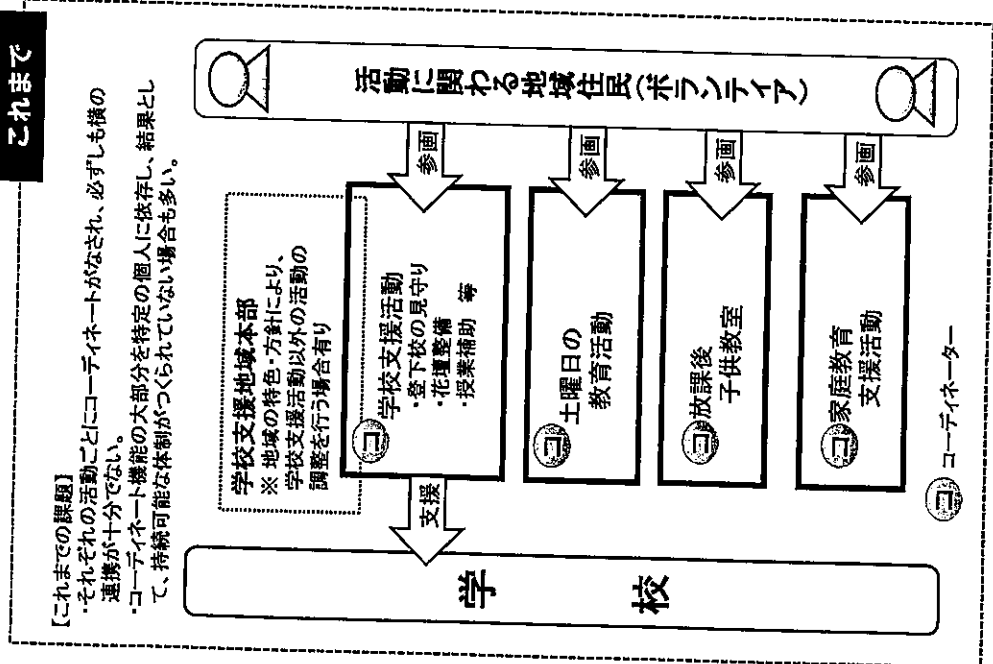 これまで
【これまでの課題】
・それぞれの活動ごとにコーディネートがなされ、必ずしも横の
連携が十分でない。
・コーディネート機能の大部分を特定の個人に依存し、結果とし
て、持続可能な体制がつくられていない場合も多い。
学校
支援
学校支援地域本部
※ 地域の特色・方針により、
学校支援活動以外の活動の
調整を行う場合有り
コ 学校支援活動
・登下校の見守り
・花壇整備
・授業補助 等
参画
コ 土曜日の
教育活動
参画
コ 放課後
子供教室
参画
コ 家庭教育
支援活動
参画
活動に関わる地域住民（ボランティア）
コ コーディネーター